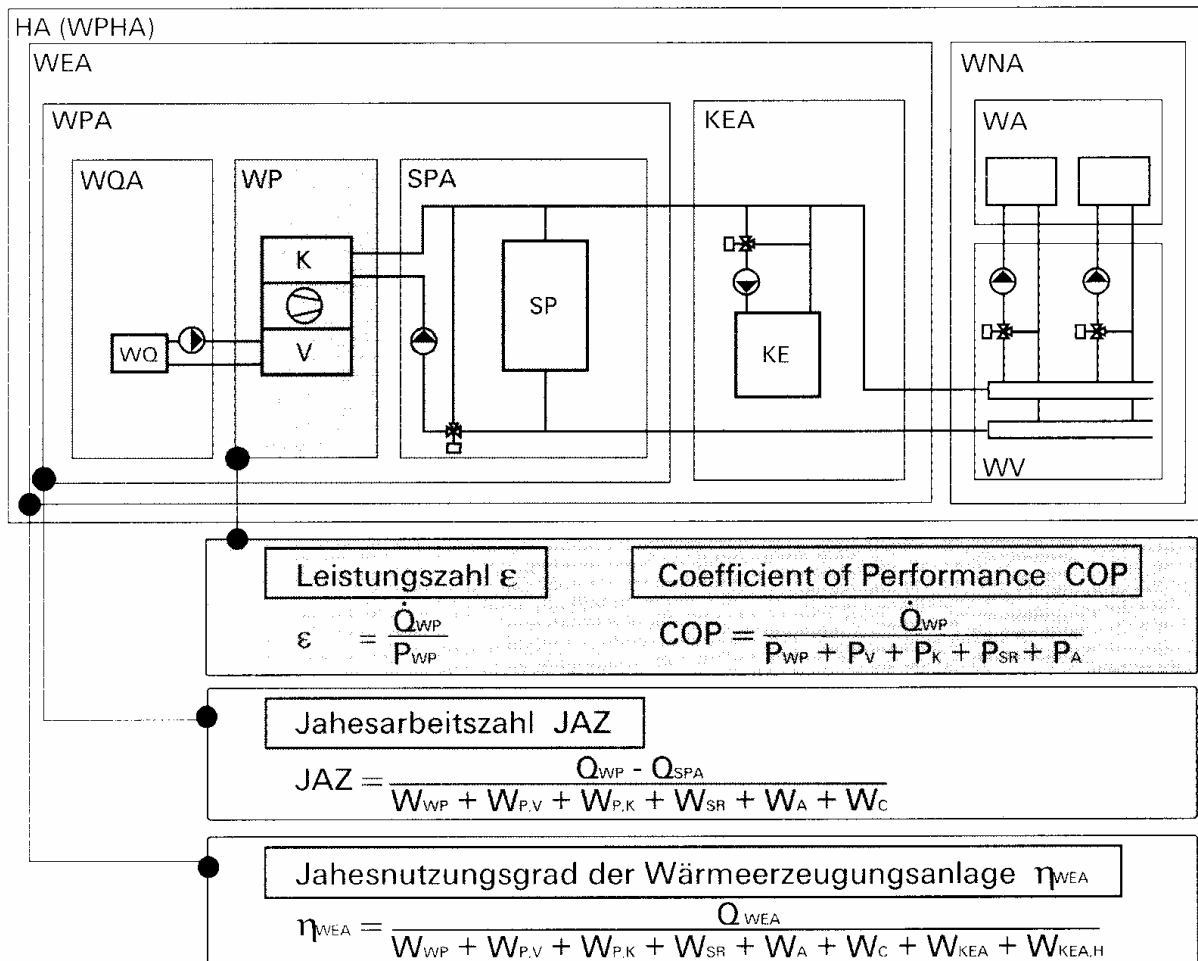 HA (WPHA)
WEA
WNA
WPA
KEA
WA
WQA
WP
SPA
K
SP
V
WQ
KE
WV
Leistungszahl ε
Coefficient of Performance COP
ε = Q̇WP / PWP
COP = Q̇WP / PWP + PV + PK + PSR + PA
Jahesarbeitszahl JAZ
JAZ = QWP - QSPA / WWP + WP,V + WP,K + WSR + WA + WC
Jahesnutzungsgrad der Wärmeerzeugungsanlage ηWEA
ηWEA = QWEA / WWP + WP,V + WP,K + WSR + WA + WC + WKEA + WKEA,H